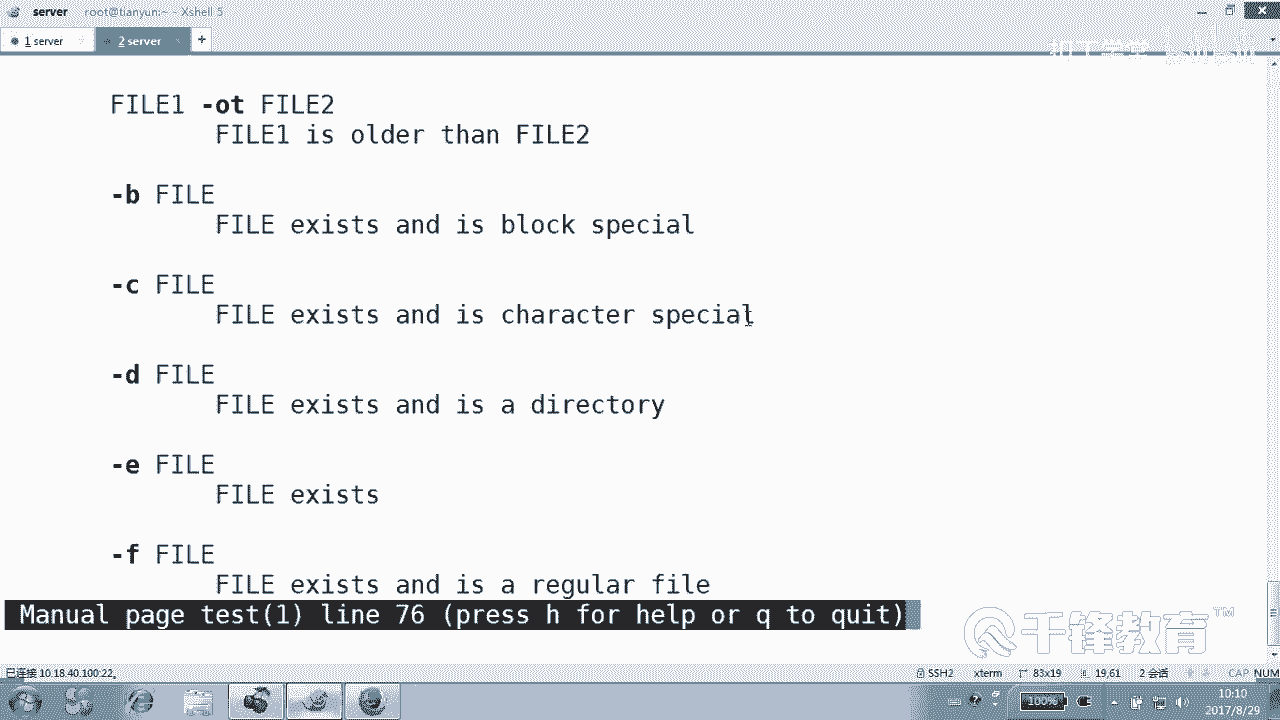 server root@tianyun:~ - Xshell 5
1 server
2 server
+
FILE1 -ot FILE2
FILE1 is older than FILE2
-b FILE
FILE exists and is block special
-c FILE
FILE exists and is character special
-d FILE
FILE exists and is a directory
-e FILE
FILE exists
-f FILE
FILE exists and is a regular file
Manual page test(1) line 76 (press h for help or q to quit)
千锋教育™
已连接 10.18.40.100:22。
SSH2 xterm 83x19 19,61 2 会话 CAP NUM
100%
10:10
2017/8/29